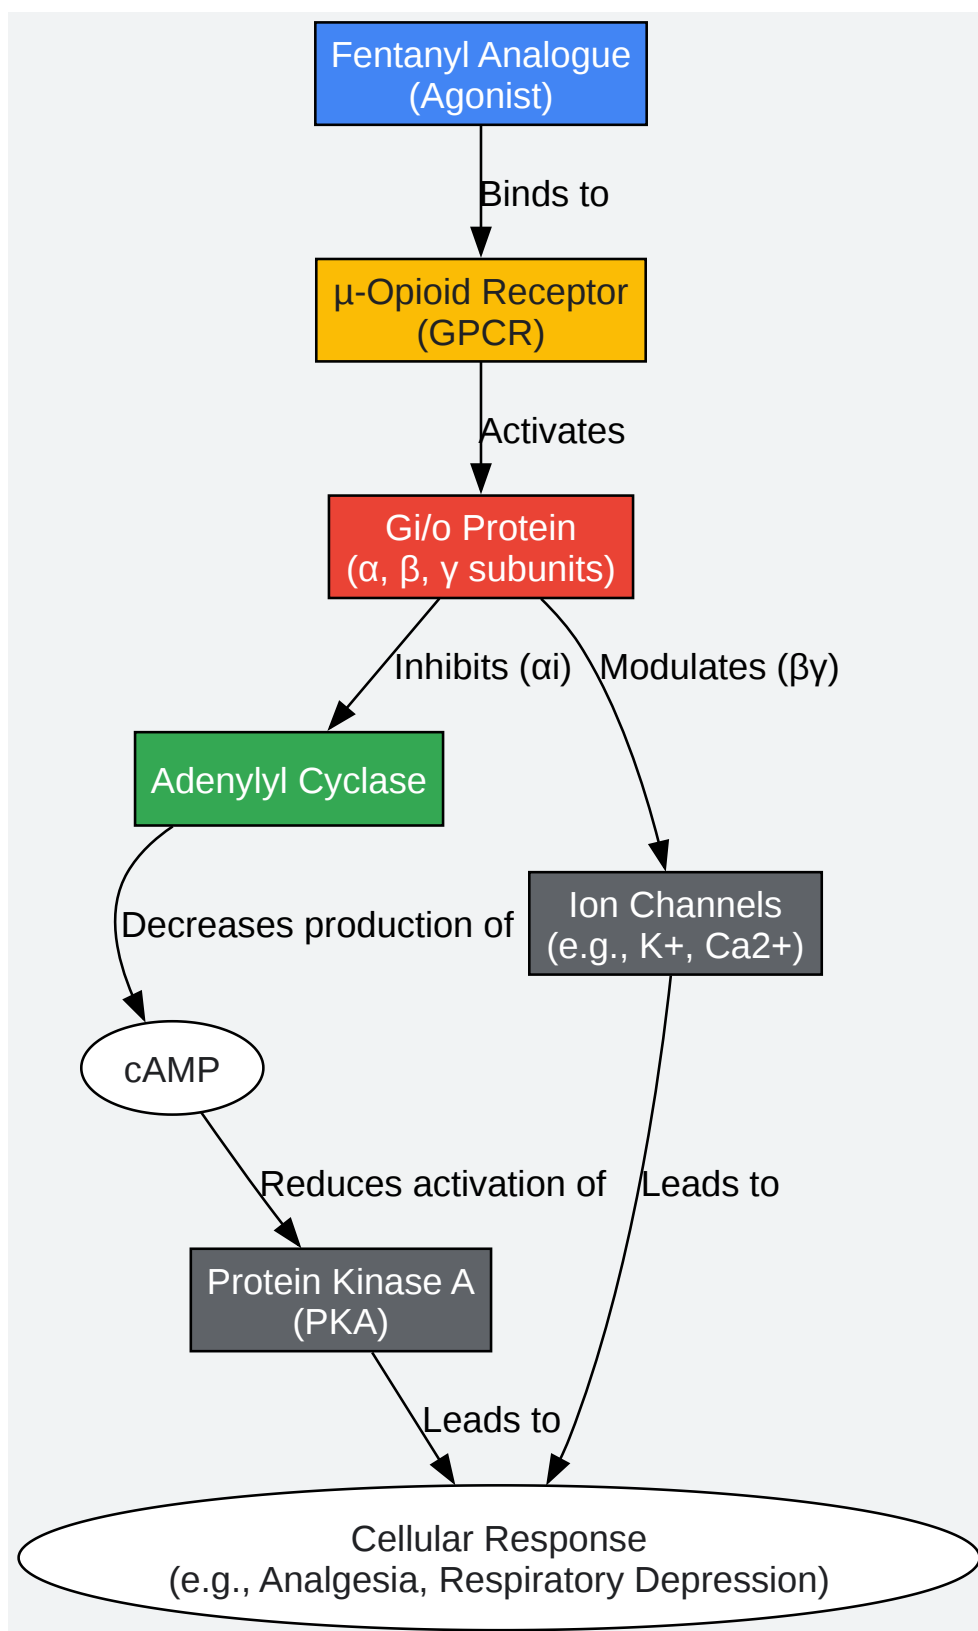 Fentanyl Analogue
(Agonist)
Binds to
µ-Opioid Receptor
(GPCR)
Activates
Gi/o Protein
(α, β, γ subunits)
Inhibits (αi)
Modulates (βγ)
Adenylyl Cyclase
Ion Channels
(e.g., K+, Ca2+)
Decreases production of
cAMP
Reduces activation of
Leads to
Protein Kinase A
(PKA)
Leads to
Cellular Response
(e.g., Analgesia, Respiratory Depression)